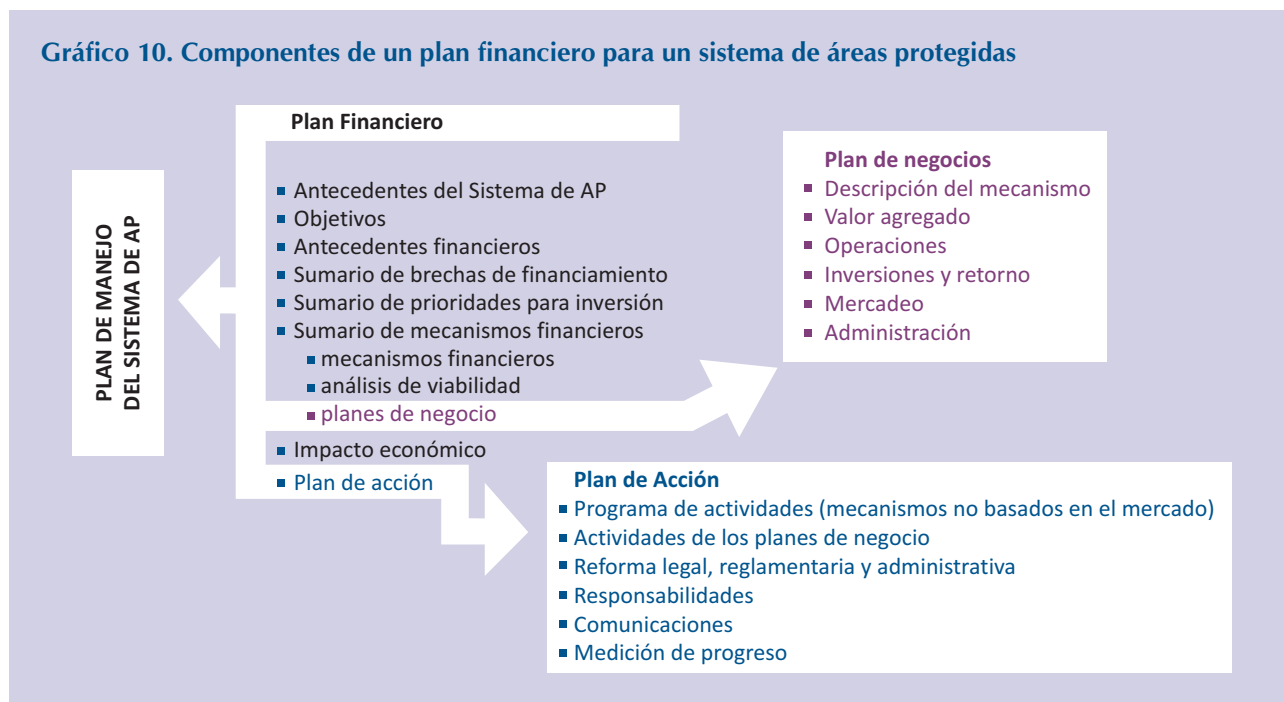 Gráfico 10. Componentes de un plan financiero para un sistema de áreas protegidas
PLAN DE MANEJO
DEL SISTEMA DE AP
Plan Financiero
▪ Antecedentes del Sistema de AP
▪ Objetivos
▪ Antecedentes financieros
▪ Sumario de brechas de financiamiento
▪ Sumario de prioridades para inversión
▪ Sumario de mecanismos financieros
▪ mecanismos financieros
▪ análisis de viabilidad
▪ planes de negocio
▪ Impacto económico
▪ Plan de acción
Plan de negocios
▪ Descripción del mecanismo
▪ Valor agregado
▪ Operaciones
▪ Inversiones y retorno
▪ Mercadeo
▪ Administración
Plan de Acción
▪ Programa de actividades (mecanismos no basados en el mercado)
▪ Actividades de los planes de negocio
▪ Reforma legal, reglamentaria y administrativa
▪ Responsabilidades
▪ Comunicaciones
▪ Medición de progreso